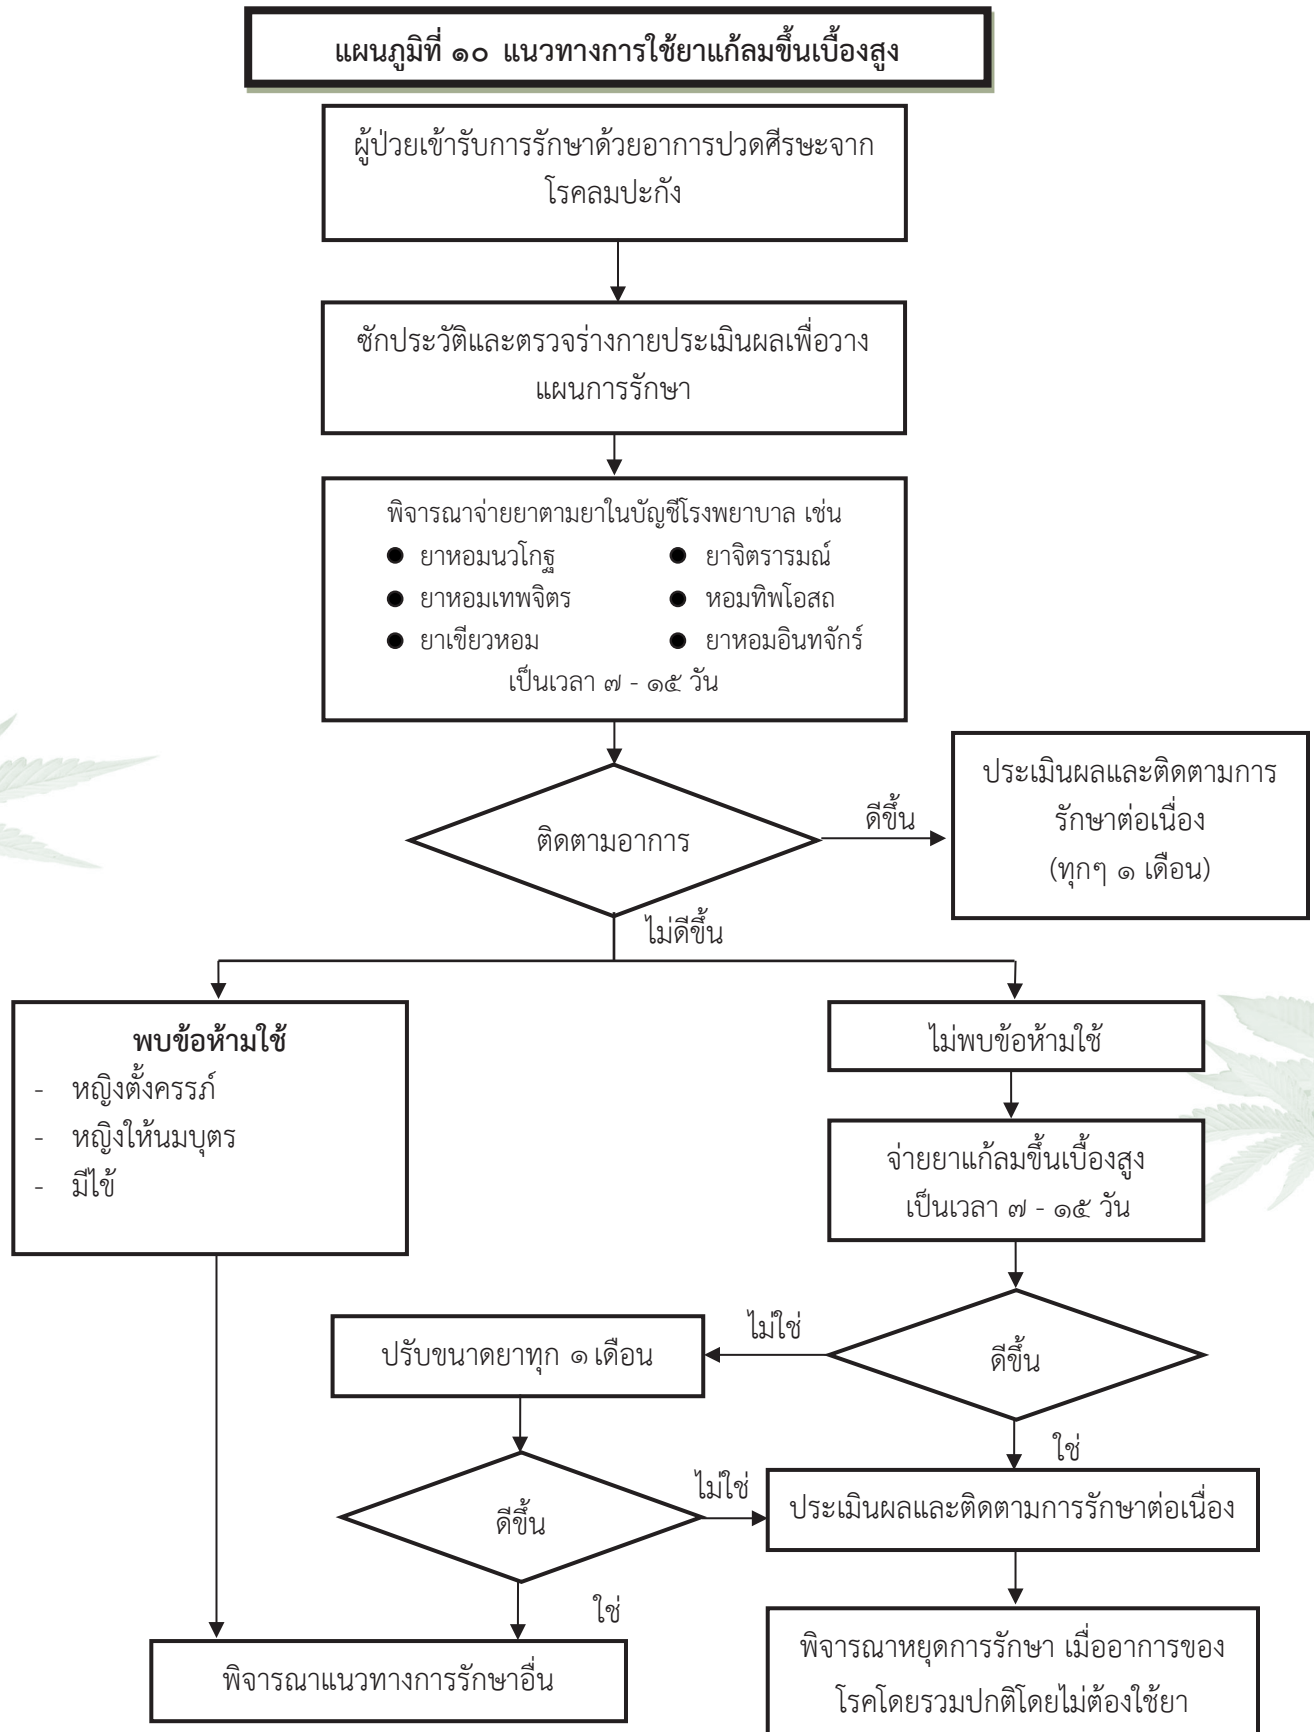 แผนภูมิที่ ๑๐ แนวทางการใช้ยาแก้ลมขึ้นเบื้องสูง
ผู้ป่วยเข้ารับการรักษาด้วยอาการปวดศีรษะจาก
โรคลมปะกัง
ซักประวัติและตรวจร่างกายประเมินผลเพื่อวาง
แผนการรักษา
พิจารณาจ่ายยาตามยาในบัญชีโรงพยาบาล เช่น
● ยาหอมนวโกฐ ● ยาจิตรารมณ์
● ยาหอมเทพจิตร ● หอมทิพโอสถ
● ยาเขียวหอม ● ยาหอมอินทจักร์
เป็นเวลา ๗ - ๑๕ วัน
ติดตามอาการ
ดีขึ้น
ประเมินผลและติดตามการ
รักษาต่อเนื่อง
(ทุกๆ ๑ เดือน)
ไม่ดีขึ้น
พบข้อห้ามใช้
- หญิงตั้งครรภ์
- หญิงให้นมบุตร
- มีไข้
ไม่พบข้อห้ามใช้
จ่ายยาแก้ลมขึ้นเบื้องสูง
เป็นเวลา ๗ - ๑๕ วัน
ดีขึ้น
ไม่ใช่
ปรับขนาดยาทุก ๑ เดือน
ใช่
ดีขึ้น
ไม่ใช่
ประเมินผลและติดตามการรักษาต่อเนื่อง
ใช่
พิจารณาแนวทางการรักษาอื่น
พิจารณาหยุดการรักษา เมื่ออาการของ
โรคโดยรวมปกติโดยไม่ต้องใช้ยา